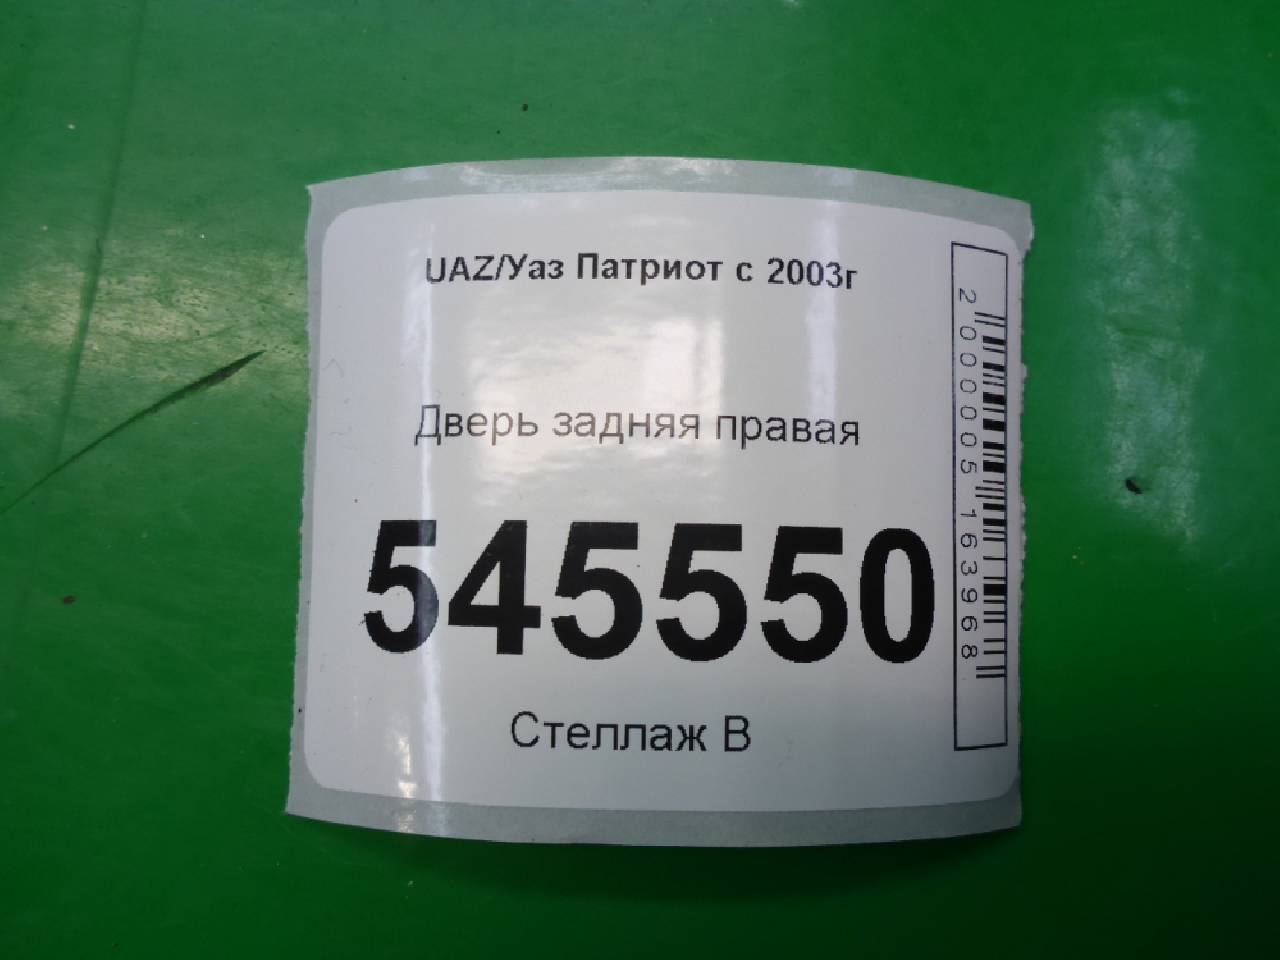 UAZ/Уаз Патриот с 2003г
Дверь задняя правая
545550
Стеллаж В
2000005163968